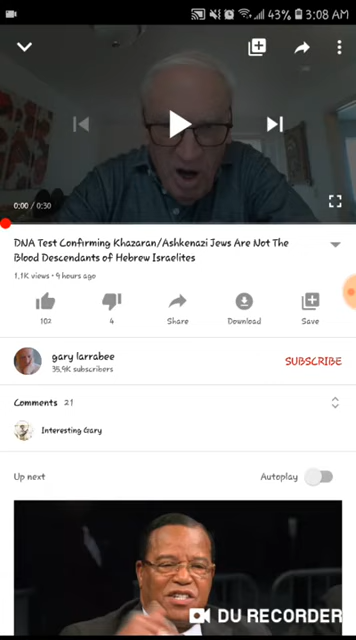 43% 3:08 AM
0:00 / 0:30
DNA Test Confirming Khazaran/Ashkenazi Jews Are Not The
Blood Descendants of Hebrew Israelites
1.1K views • 9 hours ago
102
4
Share
Download
Save
gary larrabee
35.9K subscribers
SUBSCRIBE
Comments 21
Interesting Gary
Up next
Autoplay
DU RECORDER